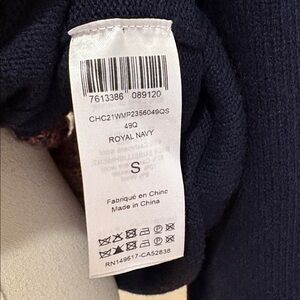 7613386 089120
CHC21WMP2356049QS
49Q
ROYAL NAVY
S
Fabriqué en Chine
Made in China
RN149617-CA52838